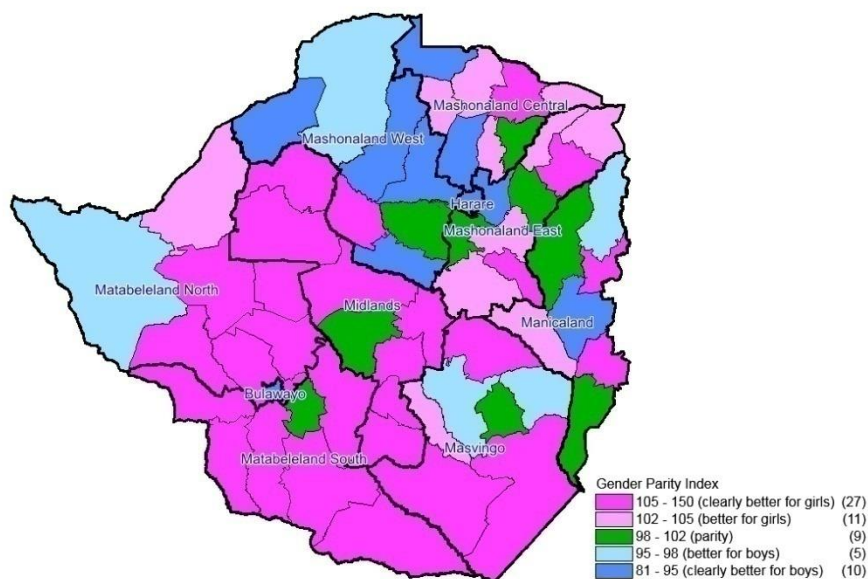 Mashonaland Central
Mashonaland West
Harare
Mashonaland East
Matabeleland North
Midlands
Manicaland
Bulawayo
Masvingo
Matabeleland South
Gender Parity Index
105 - 150 (clearly better for girls) (27)
102 - 105 (better for girls) (11)
98 - 102 (parity) (9)
95 - 98 (better for boys) (5)
81 - 95 (clearly better for boys) (10)